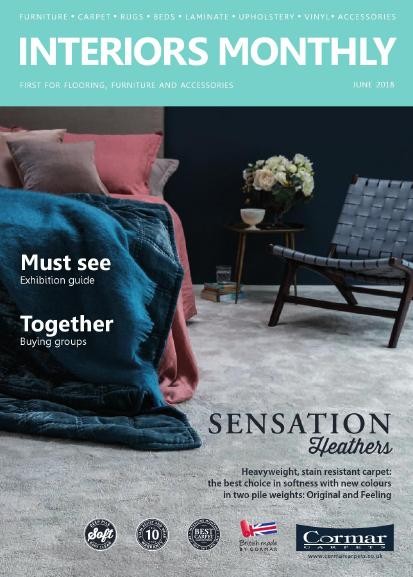 FURNITURE • CARPET • RUGS • BEDS • LAMINATE • UPHOLSTERY • VINYL • ACCESSORIES
INTERIORS MONTHLY
FIRST FOR FLOORING, FURNITURE AND ACCESSORIES
JUNE 2018
Must see
Exhibition guide
Together
Buying groups
SENSATION
Heathers
Heavyweight, stain resistant carpet:
the best choice in softness with new colours
in two pile weights: Original and Feeling
Soft
10
BEST
CARPET
British made
BY CORMAR
Cormar
CARPETS
www.cormarcarpets.co.uk